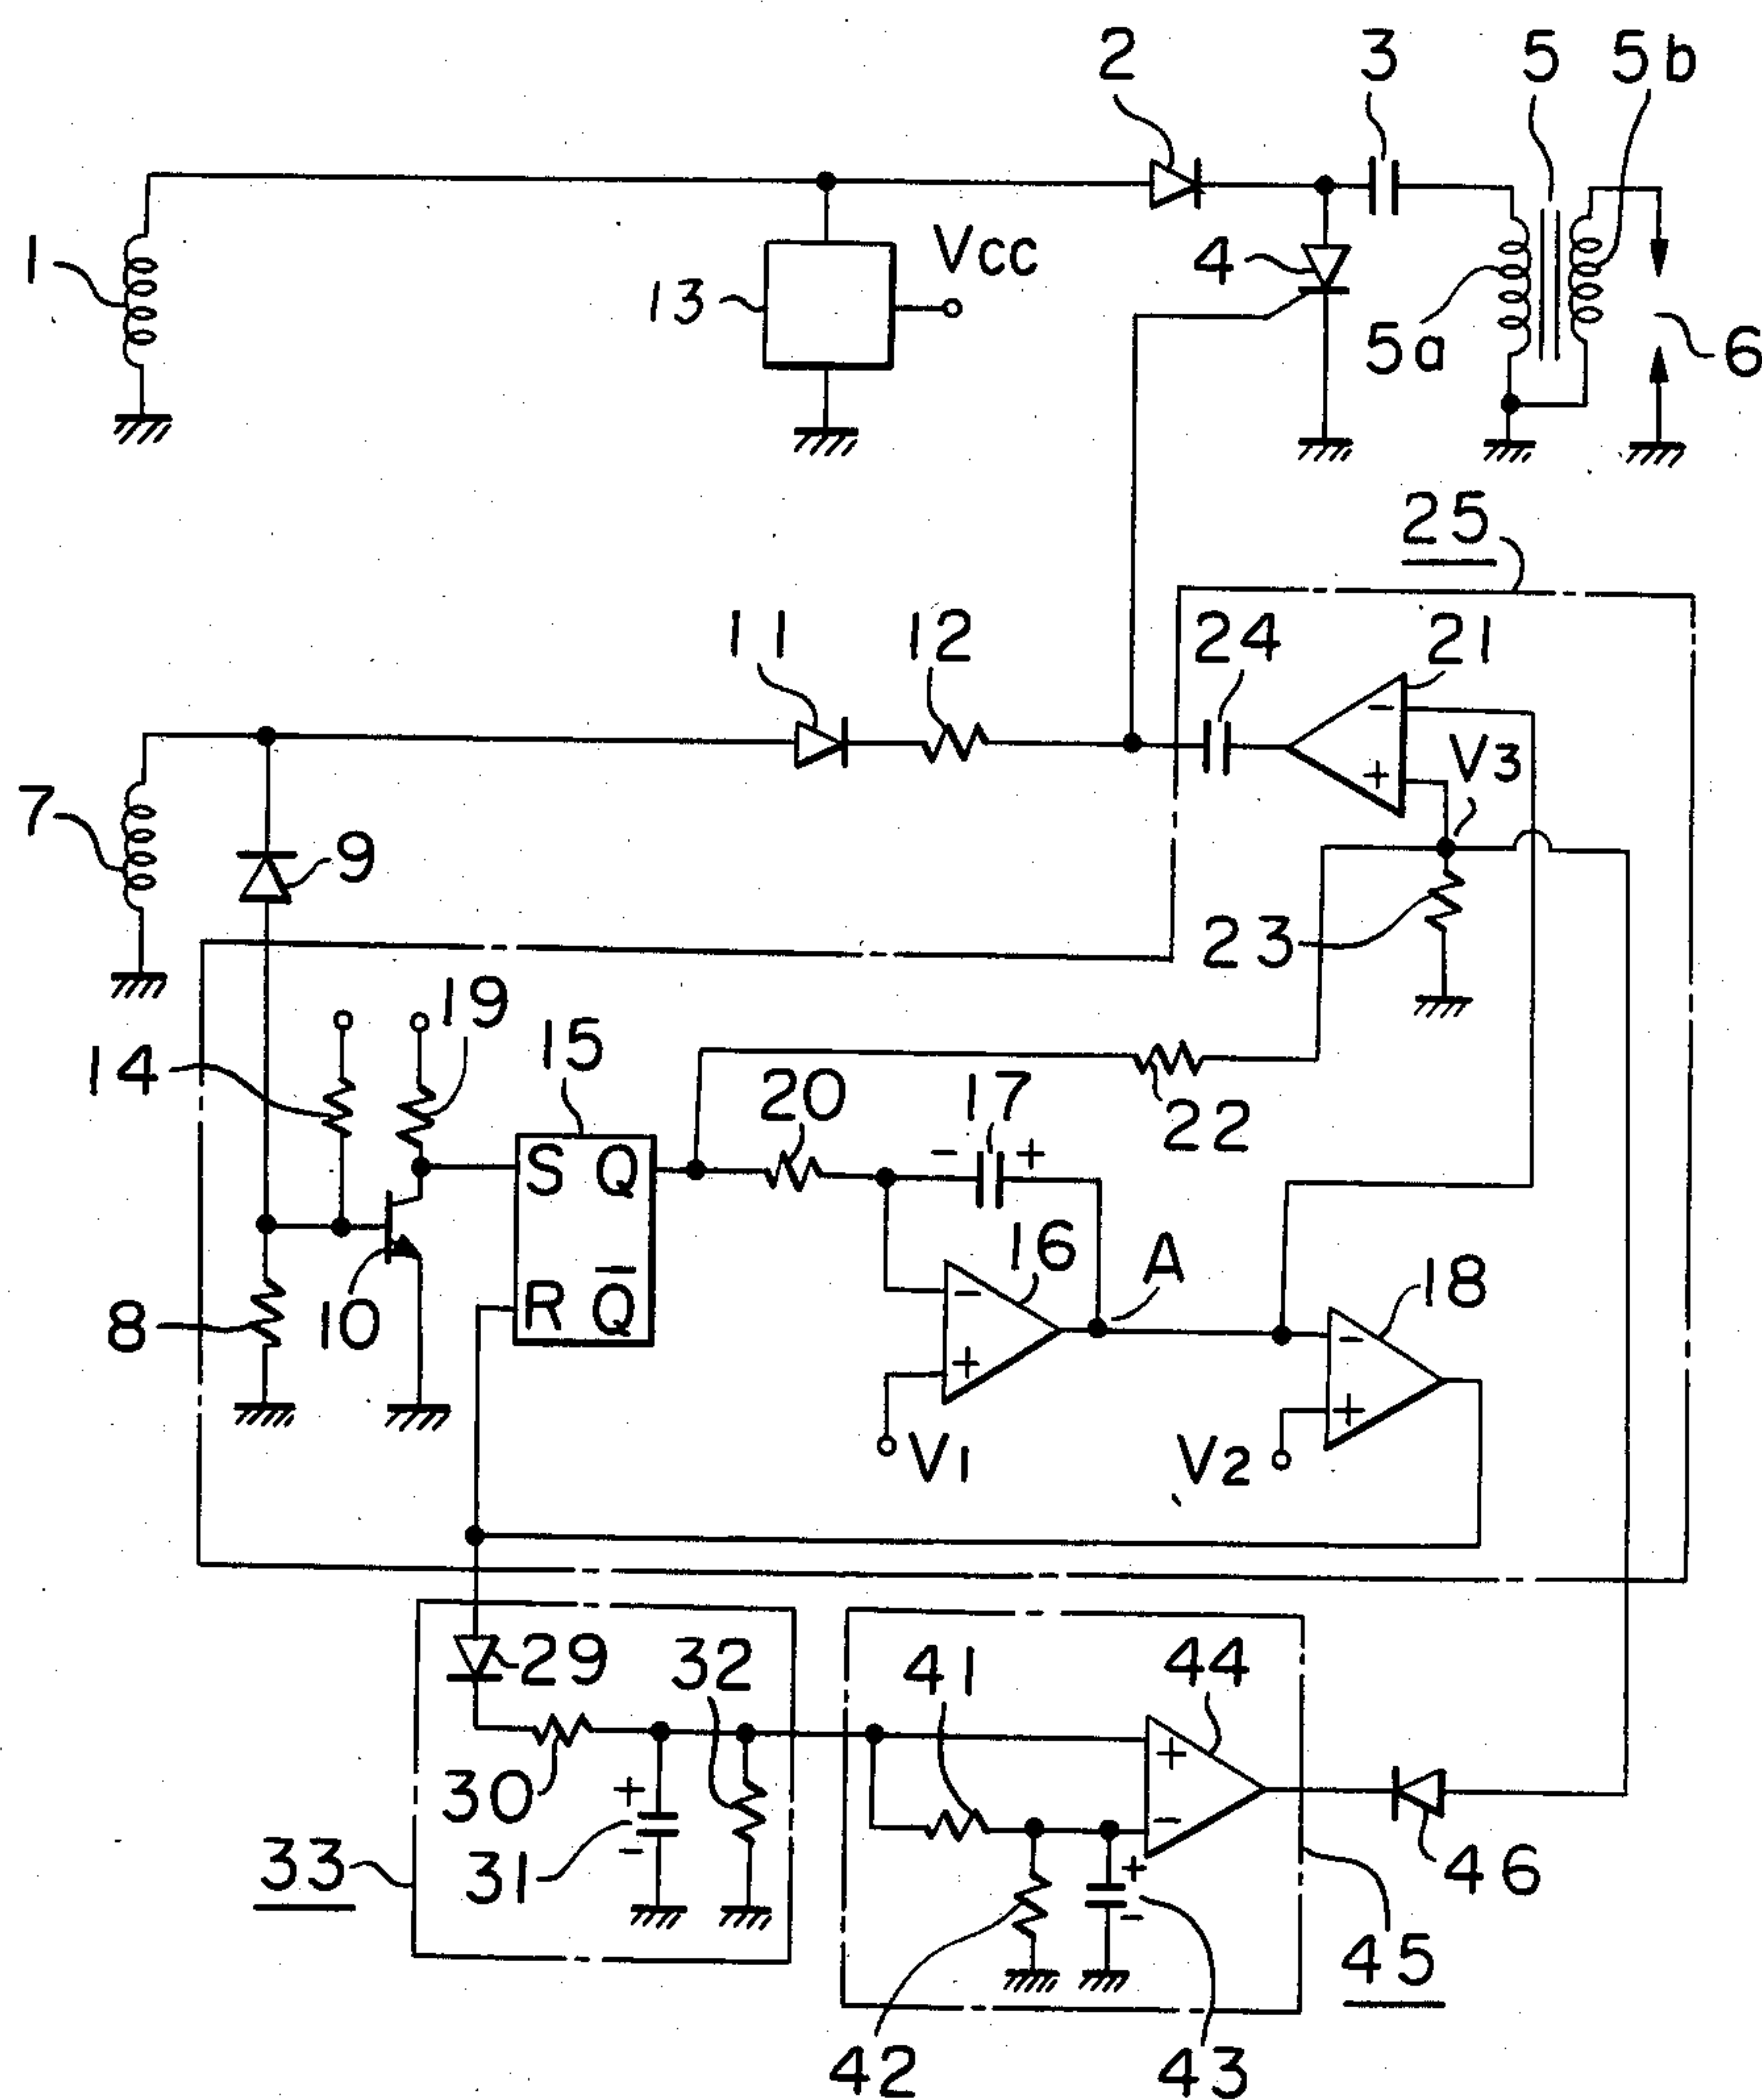 2 3 5 5b
1 13 Vcc 4 5a 6
25
11 12 24 21
- + V3
7 9 23
14 19 15 20 17 22
S Q - +
R Q̅
8 10 16 A 18
- + - +
V1 V2
29 32 41 44
30 + - + -
33 31 + - 46
42 43 45